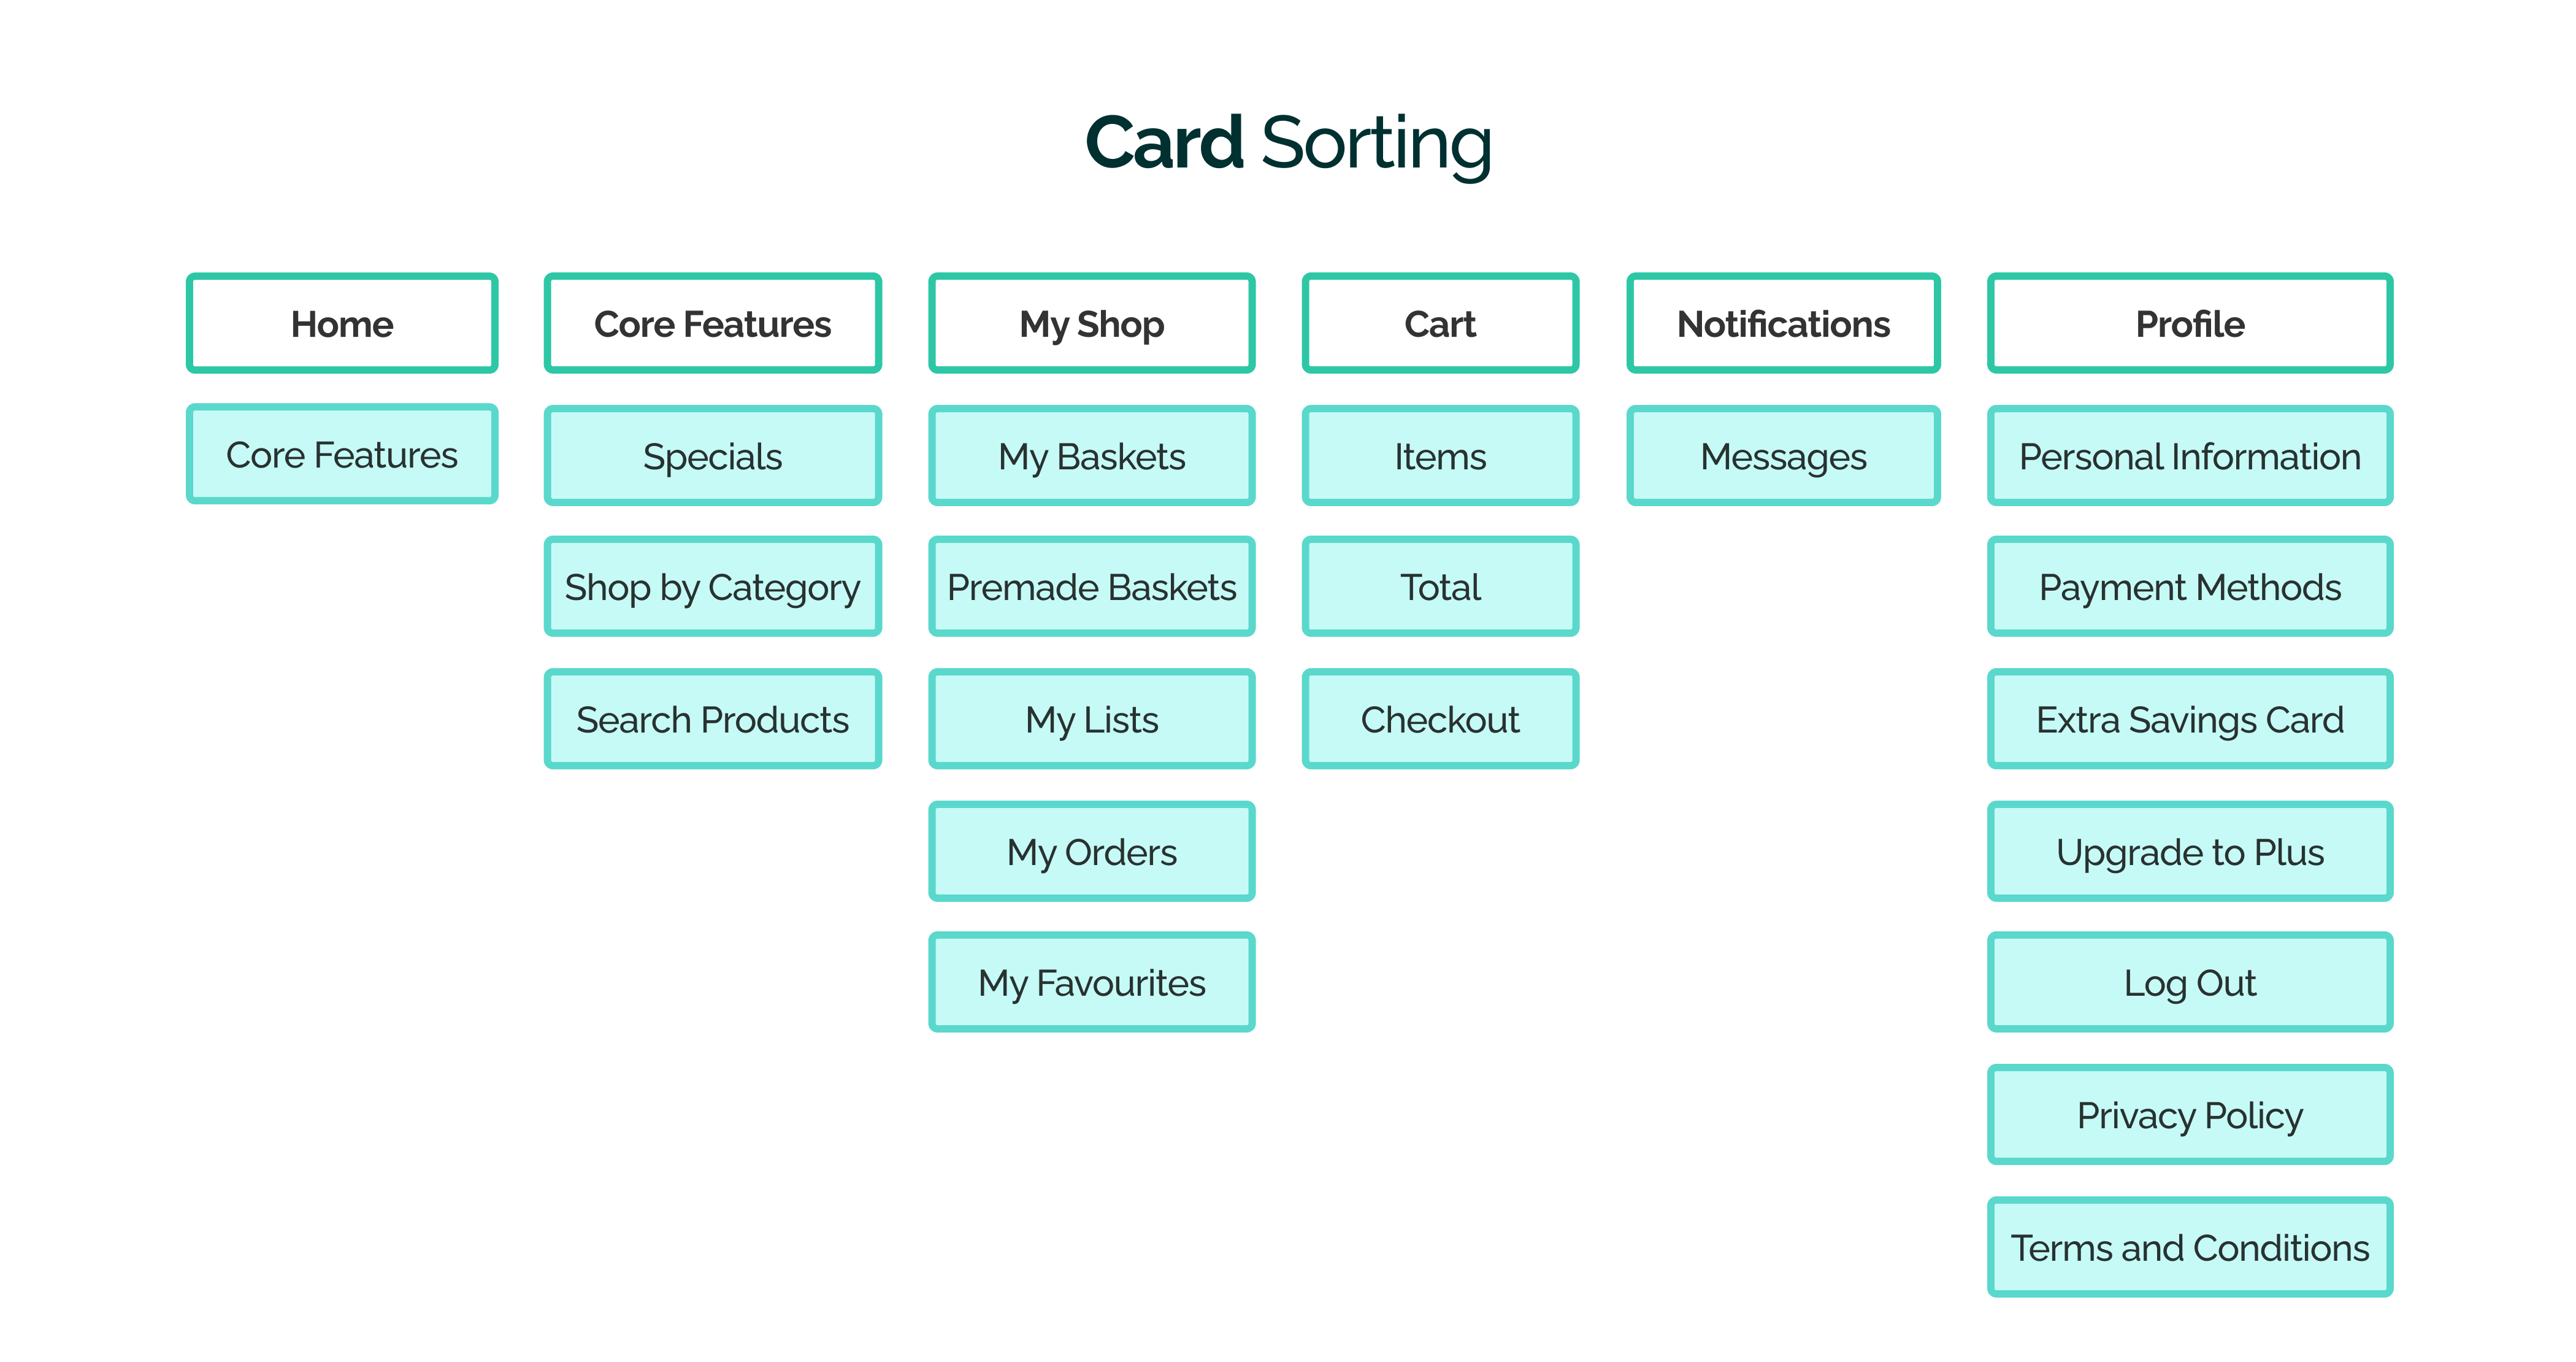 Card Sorting
Home
Core Features
Core Features
Specials
Shop by Category
Search Products
My Shop
My Baskets
Premade Baskets
My Lists
My Orders
My Favourites
Cart
Items
Total
Checkout
Notifications
Messages
Profile
Personal Information
Payment Methods
Extra Savings Card
Upgrade to Plus
Log Out
Privacy Policy
Terms and Conditions